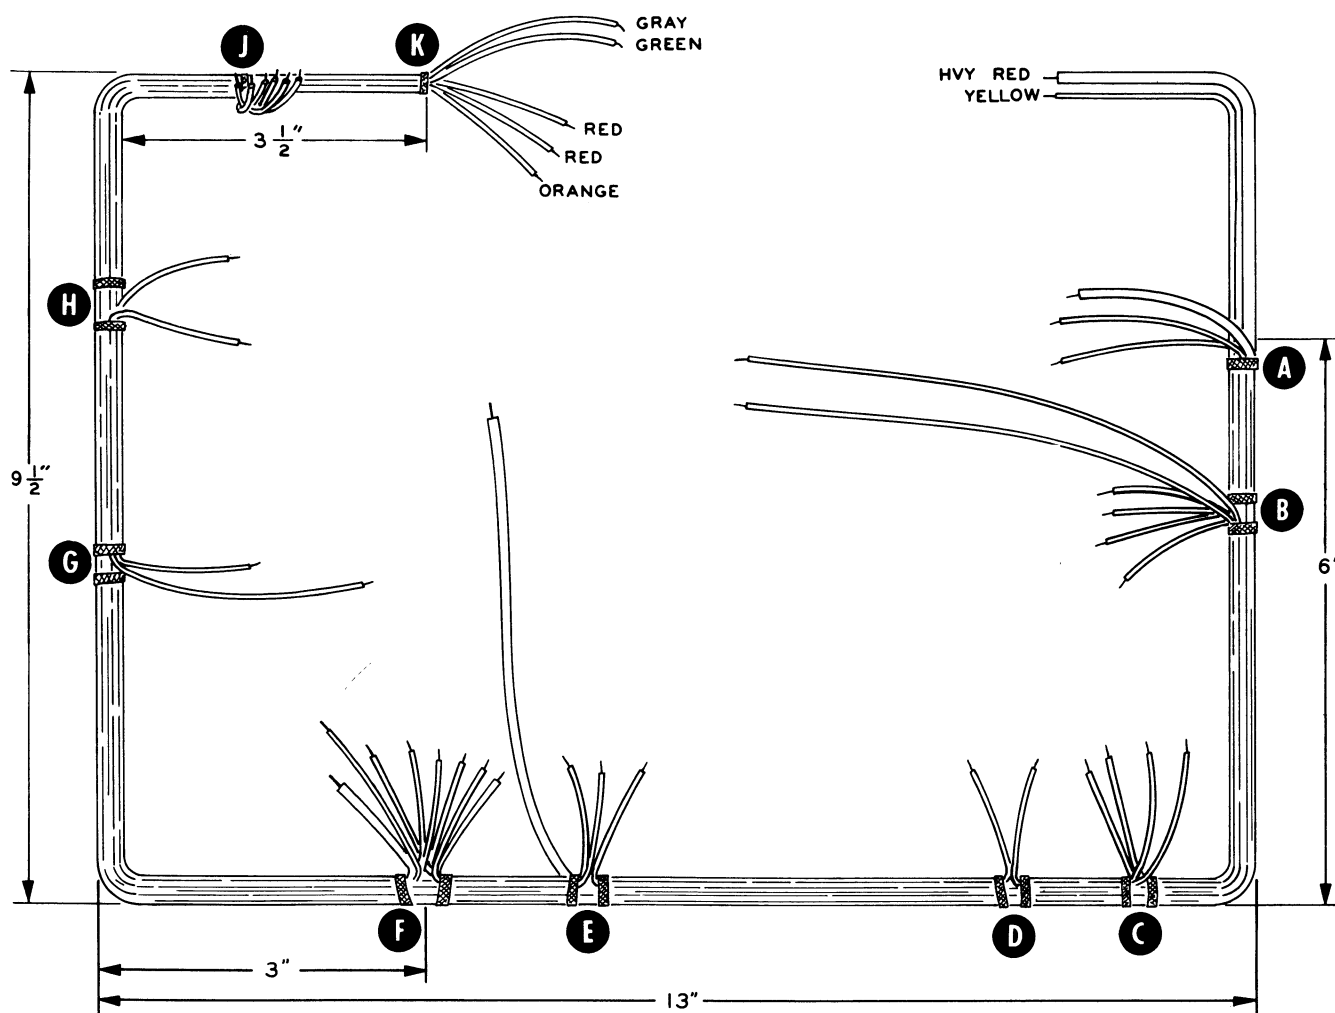 J
K
GRAY
GREEN
HVY RED
YELLOW
3 1/2"
RED
RED
ORANGE
H
A
9 1/2"
B
G
6"
F
E
D
C
3"
13"